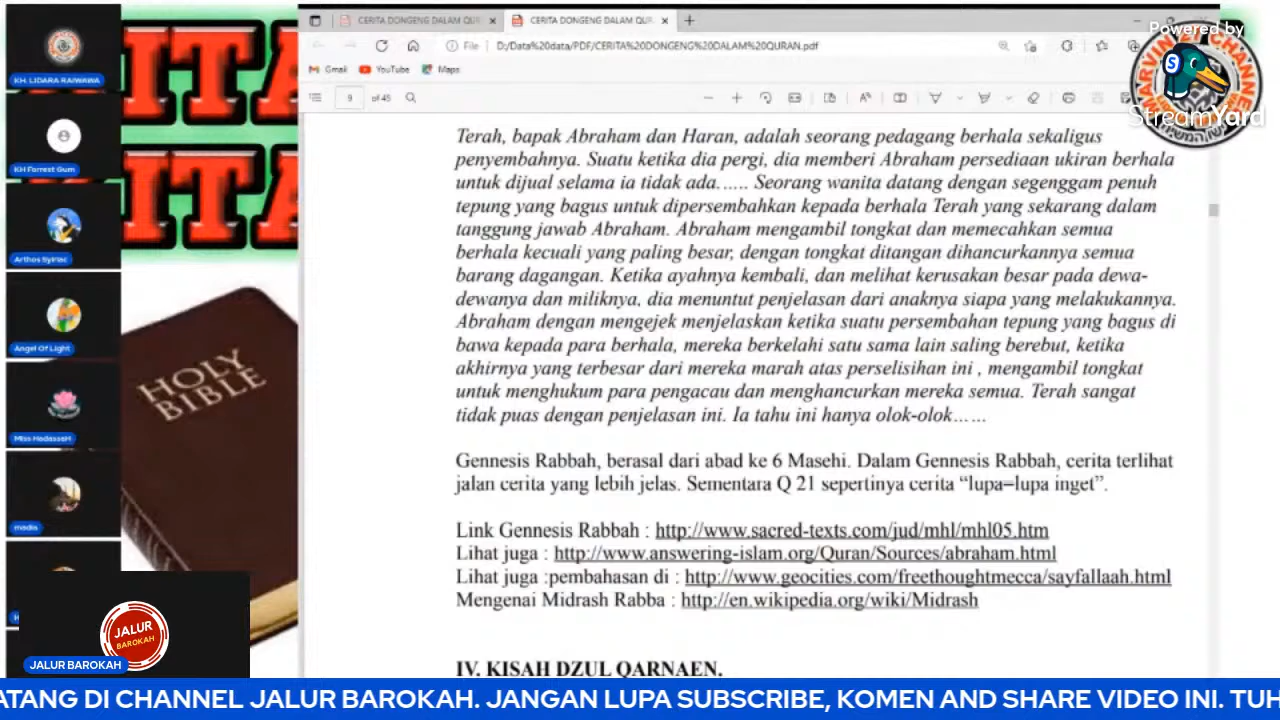 CERITA DONGENG DALAM QUR
CERITA DONGENG DALAM QUR
File
D:/Data%20data/PDF/CERITA%20DONGENG%20DALAM%20QURAN.pdf
Gmail
YouTube
Maps
9
of 45
Powered by
StreamYard
KH. LIDARA RAIWAWA
KH Forrest Gum
Angel Of Light
Miss HadassaH
madis
HOLY
BIBLE
Terah, bapak Abraham dan Haran, adalah seorang pedagang berhala sekaligus
penyembahnya. Suatu ketika dia pergi, dia memberi Abraham persediaan ukiran berhala
untuk dijual selama ia tidak ada…… Seorang wanita datang dengan segenggam penuh
tepung yang bagus untuk dipersembahkan kepada berhala Terah yang sekarang dalam
tanggung jawab Abraham. Abraham mengambil tongkat dan memecahkan semua
berhala kecuali yang paling besar, dengan tongkat ditangan dihancurkannya semua
barang dagangan. Ketika ayahnya kembali, dan melihat kerusakan besar pada dewa-
dewanya dan miliknya, dia menuntut penjelasan dari anaknya siapa yang melakukannya.
Abraham dengan mengejek menjelaskan ketika suatu persembahan tepung yang bagus di
bawa kepada para berhala, mereka berkelahi satu sama lain saling berebut, ketika
akhirnya yang terbesar dari mereka marah atas perselisihan ini , mengambil tongkat
untuk menghukum para pengacau dan menghancurkan mereka semua. Terah sangat
tidak puas dengan penjelasan ini. Ia tahu ini hanya olok-olok……
Gennesis Rabbah, berasal dari abad ke 6 Masehi. Dalam Gennesis Rabbah, cerita terlihat
jalan cerita yang lebih jelas. Sementara Q 21 sepertinya cerita “lupa–lupa inget”.
Link Gennesis Rabbah : http://www.sacred-texts.com/jud/mhl/mhl05.htm
Lihat juga : http://www.answering-islam.org/Quran/Sources/abraham.html
Lihat juga :pembahasan di : http://www.geocities.com/freethoughtmecca/sayfallaah.html
Mengenai Midrash Rabba : http://en.wikipedia.org/wiki/Midrash
IV. KISAH DZUL QARNAEN.
JALUR
BAROKAH
JALUR BAROKAH
ATANG DI CHANNEL JALUR BAROKAH. JANGAN LUPA SUBSCRIBE, KOMEN AND SHARE VIDEO INI. TUH